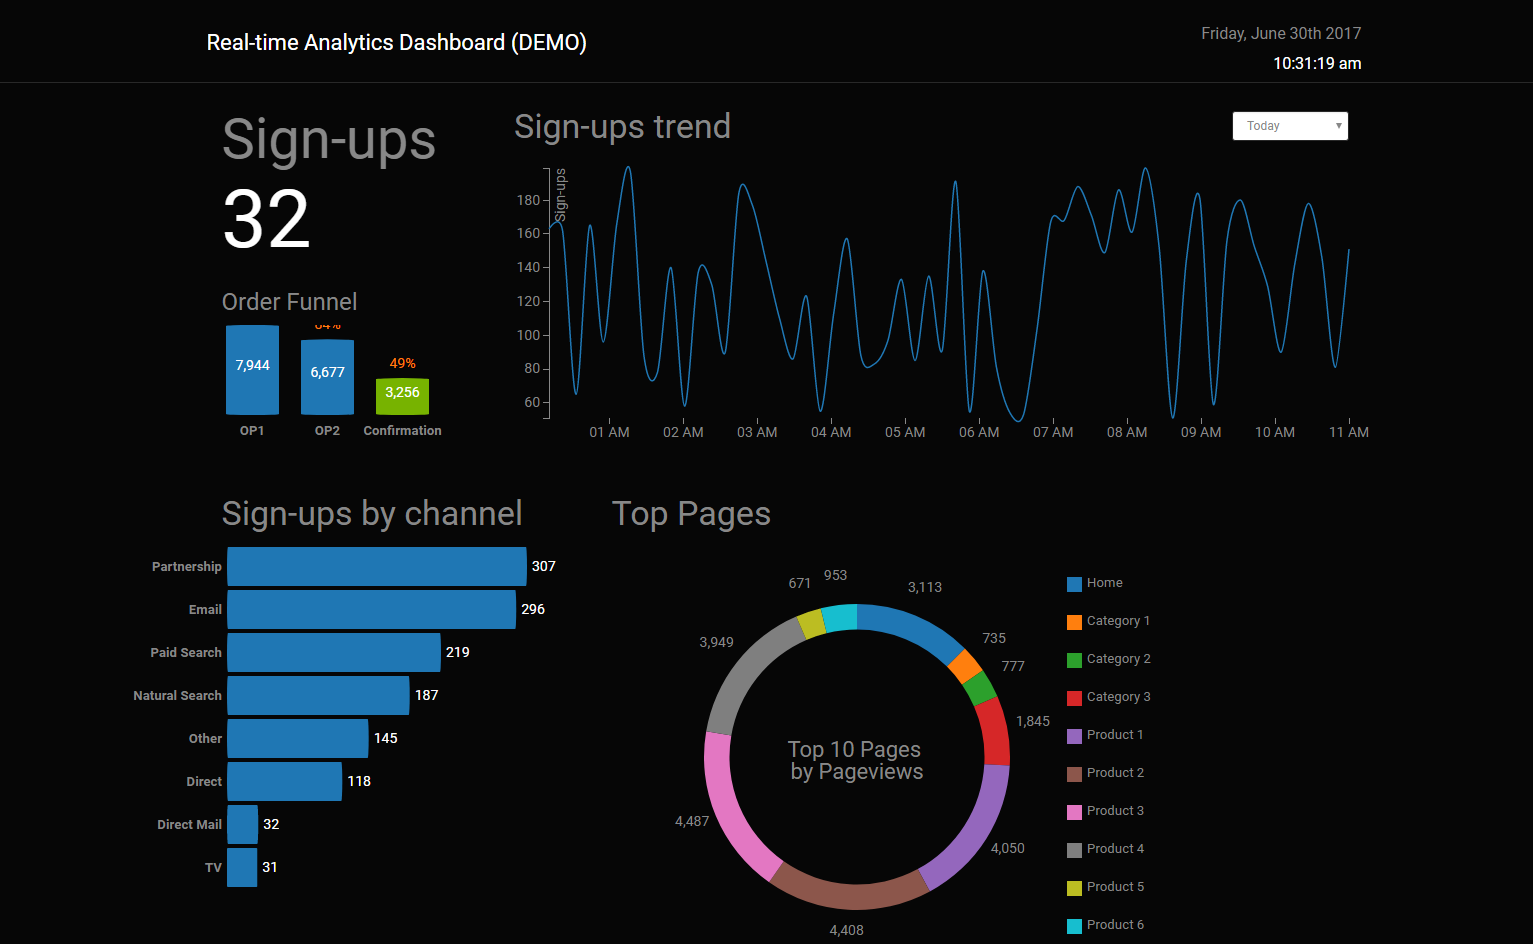 Real-time Analytics Dashboard (DEMO)
Friday, June 30th 2017
10:31:19 am
Sign-ups
32
Order Funnel
49%
7,944
6,677
3,256
OP1
OP2
Confirmation
Sign-ups trend
Today
Sign-ups
180
160
140
120
100
80
60
01 AM
02 AM
03 AM
04 AM
05 AM
06 AM
07 AM
08 AM
09 AM
10 AM
11 AM
Sign-ups by channel
Partnership 307
Email 296
Paid Search 219
Natural Search 187
Other 145
Direct 118
Direct Mail 32
TV 31
Top Pages
Top 10 Pages
by Pageviews
3,113
735
777
1,845
4,050
4,408
4,487
3,949
671
953
Home
Category 1
Category 2
Category 3
Product 1
Product 2
Product 3
Product 4
Product 5
Product 6